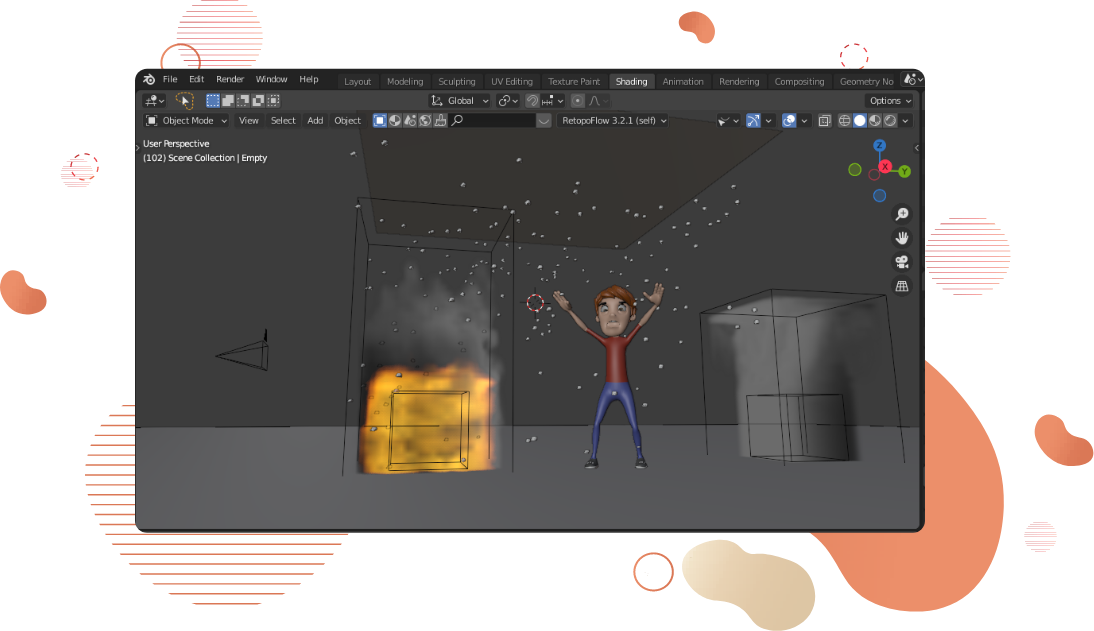 File Edit Render Window Help Layout Modeling Sculpting UV Editing Texture Paint Shading Animation Rendering Compositing Geometry No
Global Options
Object Mode View Select Add Object RetopoFlow 3.2.1 (self)
User Perspective
(102) Scene Collection | Empty
Z
X
Y